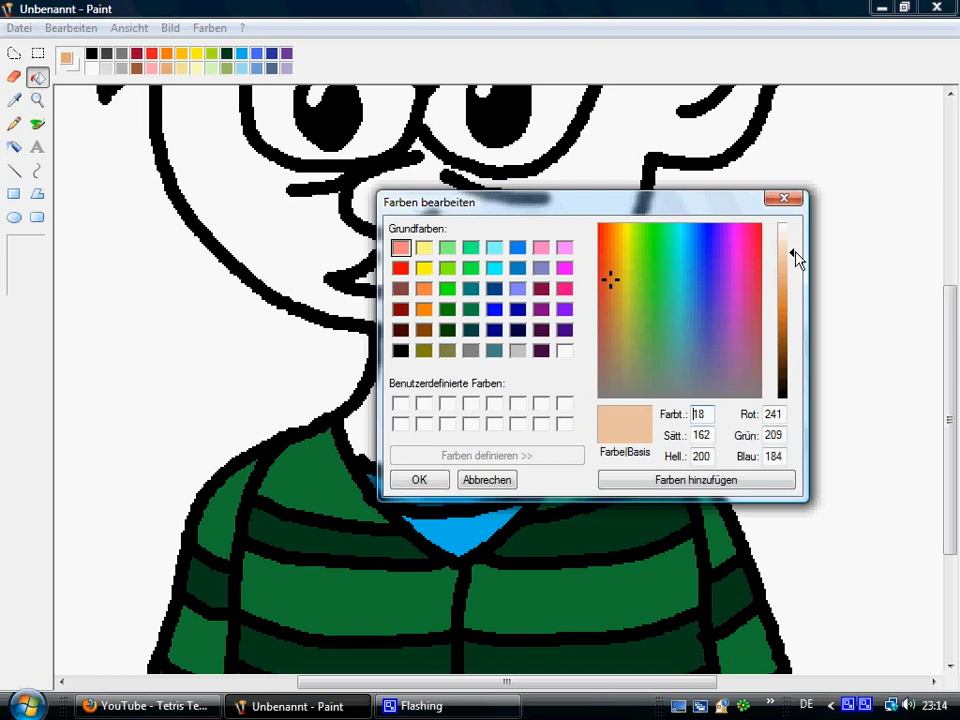 Unbenannt - Paint
Datei Bearbeiten Ansicht Bild Farben ?
Farben bearbeiten
Grundfarben:
Benutzerdefinierte Farben:
Farben definieren >>
OK Abbrechen
Farbe|Basis
Farbt.: 18 Rot: 241
Sätt.: 162 Grün: 209
Hell.: 200 Blau: 184
Farben hinzufügen
YouTube - Tetris Te... Unbenannt - Paint Flashing » DE 23:14